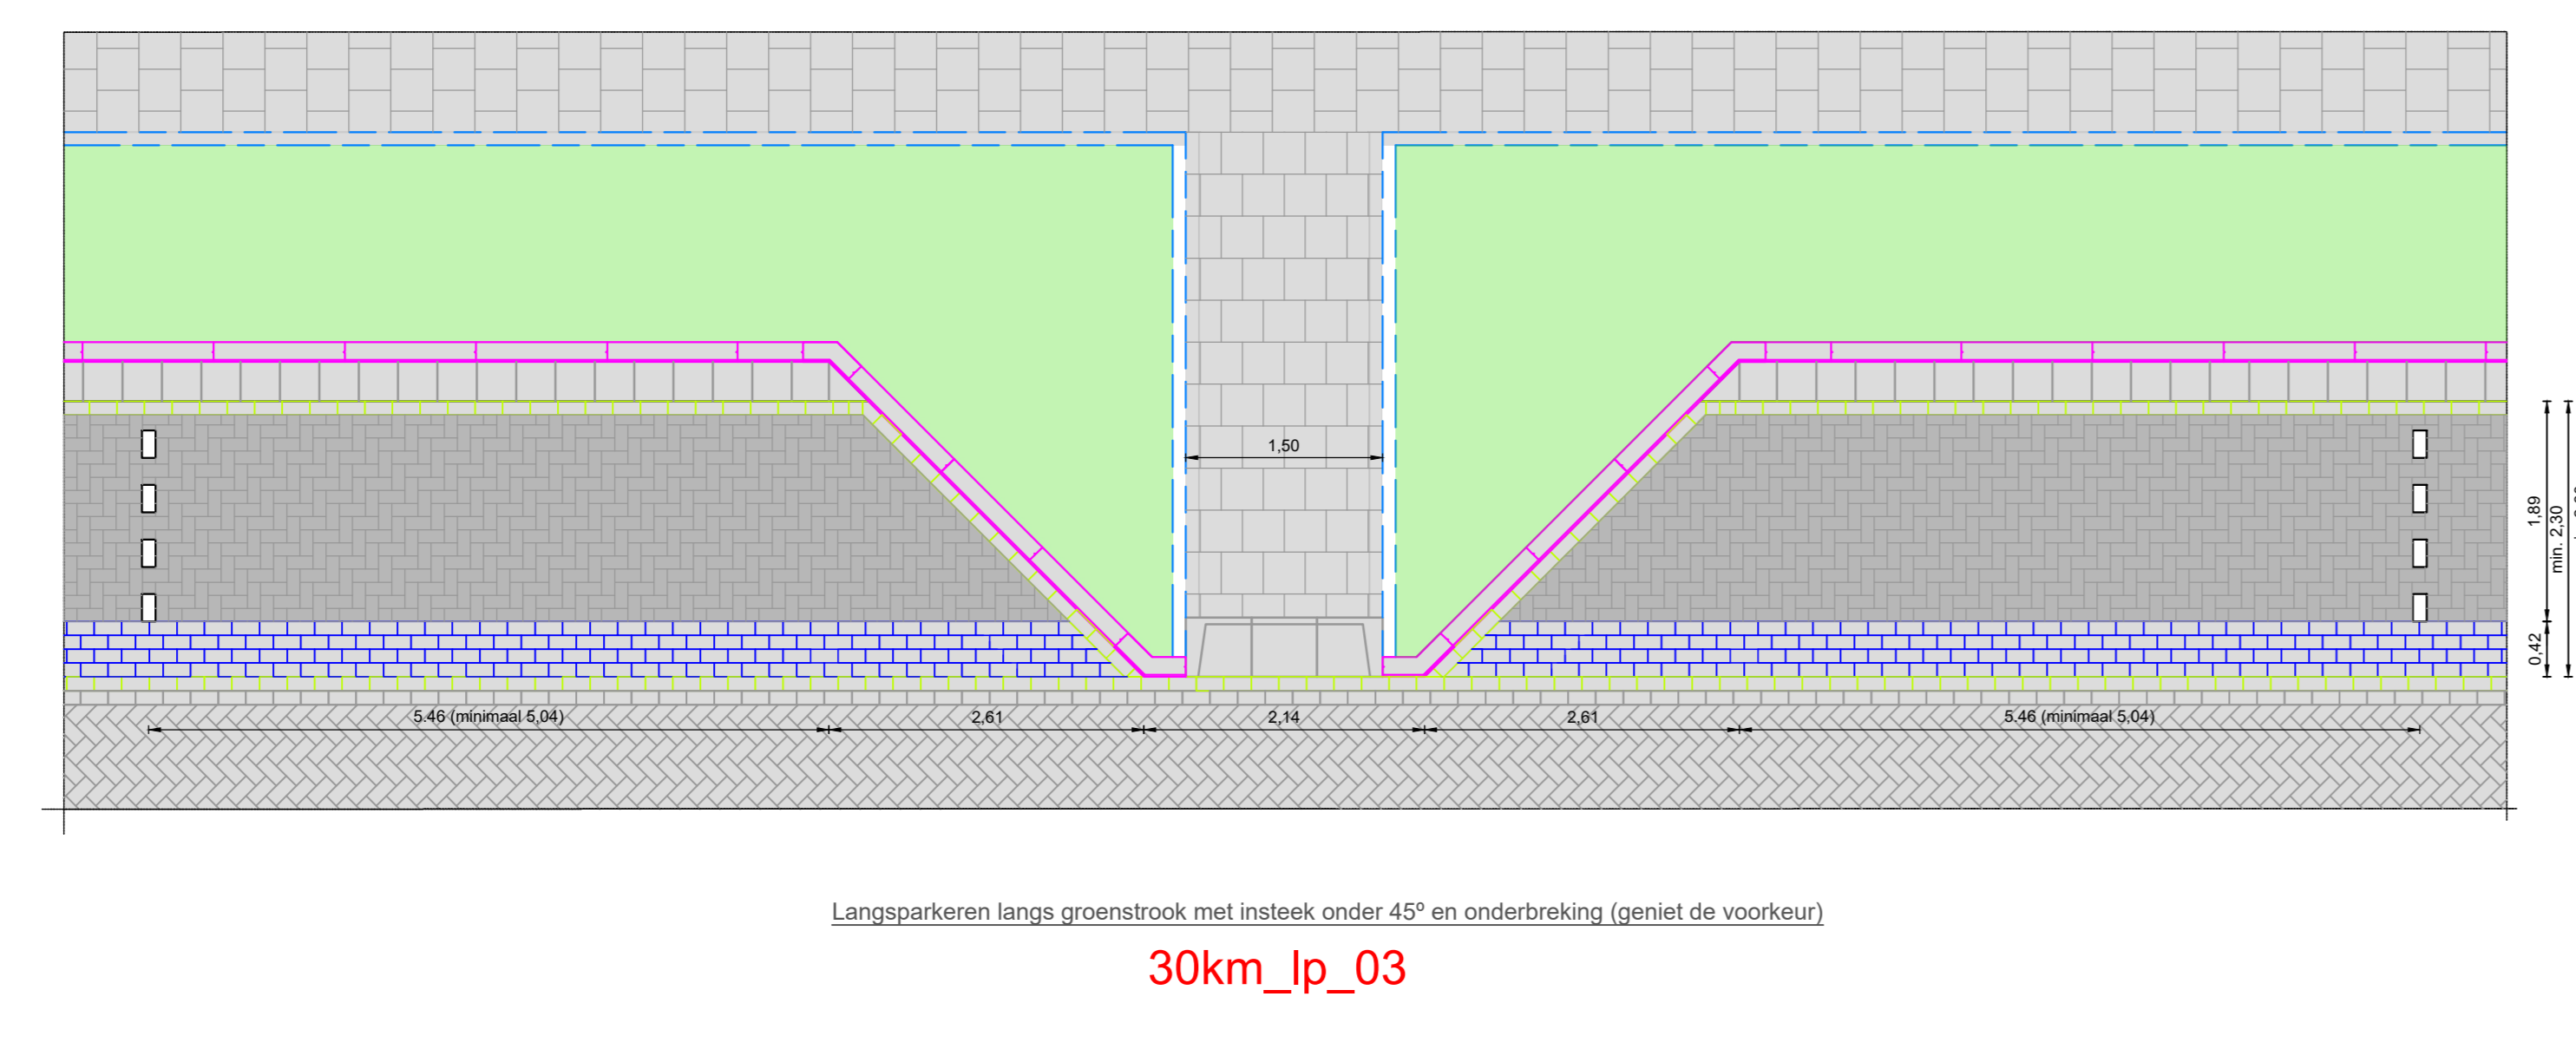 1,50
1,89
min. 2,30
0,42
5.46 (minimaal 5,04)
2,61
2,14
2,61
5.46 (minimaal 5,04)
Langsparkeren langs groenstrook met insteek onder 45º en onderbreking (geniet de voorkeur)
30km_lp_03